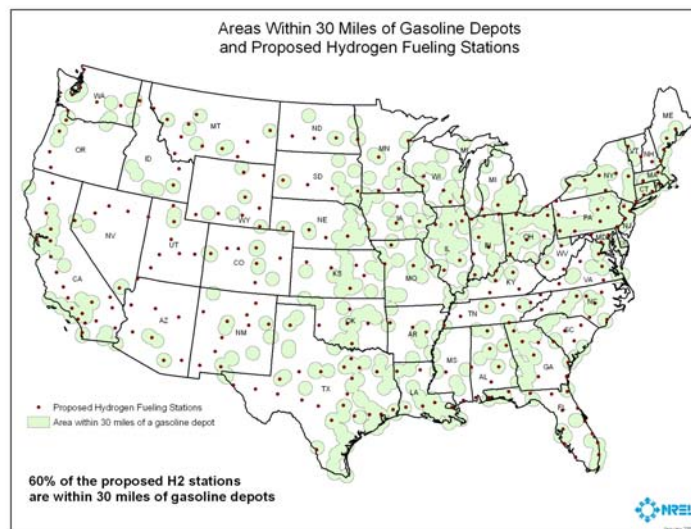 Areas Within 30 Miles of Gasoline Depots
and Proposed Hydrogen Fueling Stations
WA
MT
ND
MN
ME
OR
ID
SD
WI
MI
MI
VT
NH
NY
MA
CT
WY
NE
IA
PA
NJ
NV
UT
CO
KS
MO
IL
IN
OH
WV
VA
KY
CA
AZ
NM
OK
AR
TN
NC
SC
TX
LA
MS
AL
GA
FL
Proposed Hydrogen Fueling Stations
Area within 30 miles of a gasoline depot
60% of the proposed H2 stations
are within 30 miles of gasoline depots
NREL